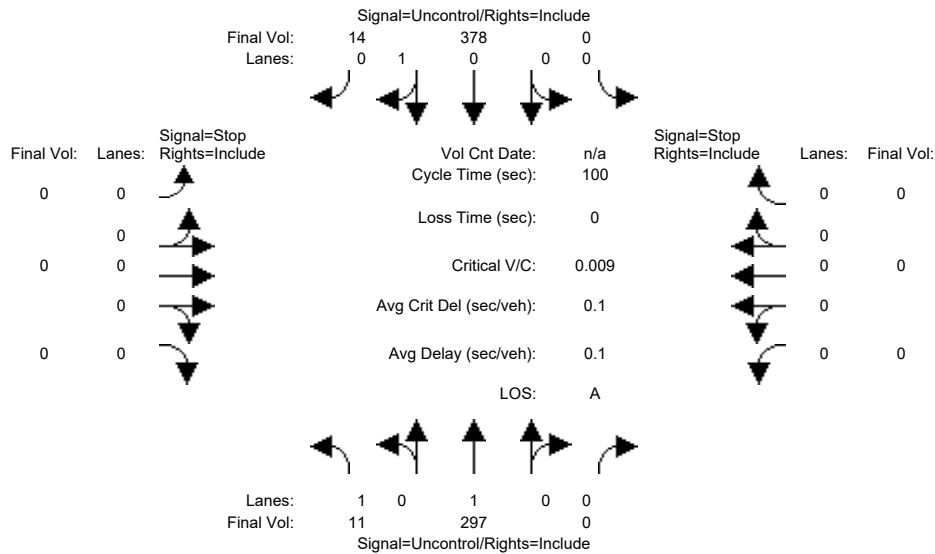 Signal=Uncontrol/Rights=Include
Final Vol: 14 378 0
Lanes: 0 1 0 0 0
Signal=Stop Signal=Stop
Final Vol: Lanes: Rights=Include Vol Cnt Date: n/a Rights=Include Lanes: Final Vol:
Cycle Time (sec): 100
0 0 0 0
Loss Time (sec): 0
0 0
0 0 Critical V/C: 0.009 0 0
0 Avg Crit Del (sec/veh): 0.1 0
0 0 Avg Delay (sec/veh): 0.1 0 0
LOS: A
Lanes: 1 0 1 0 0
Final Vol: 11 297 0
Signal=Uncontrol/Rights=Include